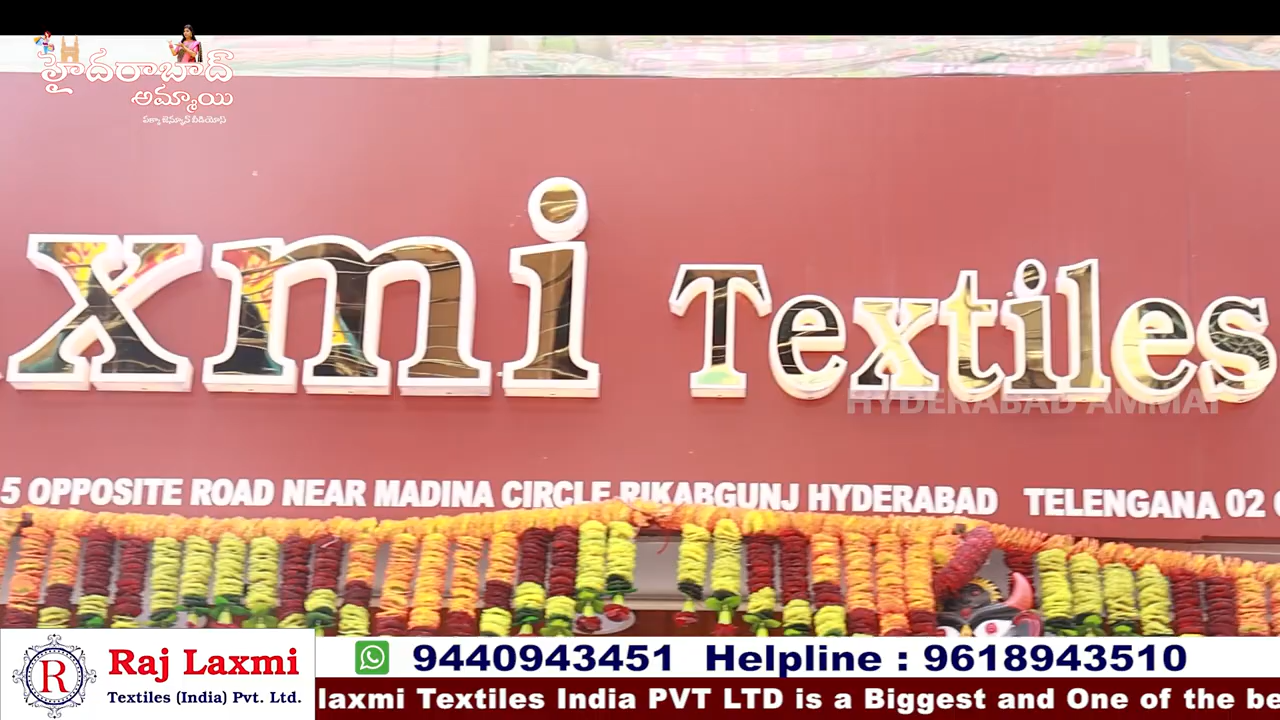 హైదరాబాద్
అమ్మాయి
పక్కా జెన్యూన్ వీడియోస్
xmi Textiles
HYDERABAD AMMAI
5 OPPOSITE ROAD NEAR MADINA CIRCLE RIKABGUNJ HYDERABAD TELENGANA 02
R
Raj Laxmi
Textiles (India) Pvt. Ltd.
9440943451 Helpline : 9618943510
laxmi Textiles India PVT LTD is a Biggest and One of the be